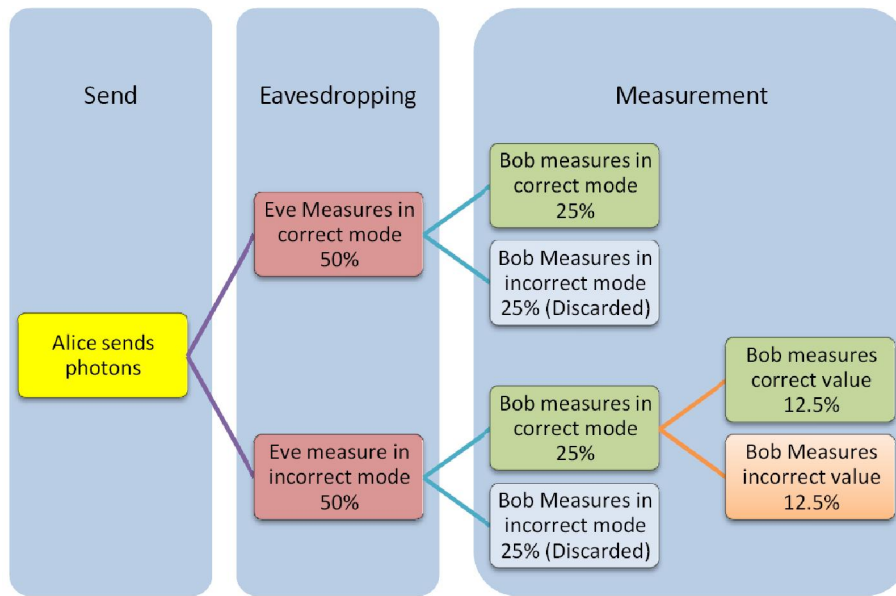 Send
Eavesdropping
Measurement
Alice sends
photons
Eve Measures in
correct mode
50%
Eve measure in
incorrect mode
50%
Bob measures in
correct mode
25%
Bob Measures in
incorrect mode
25% (Discarded)
Bob measures in
correct mode
25%
Bob Measures in
incorrect mode
25% (Discarded)
Bob measures
correct value
12.5%
Bob Measures
incorrect value
12.5%